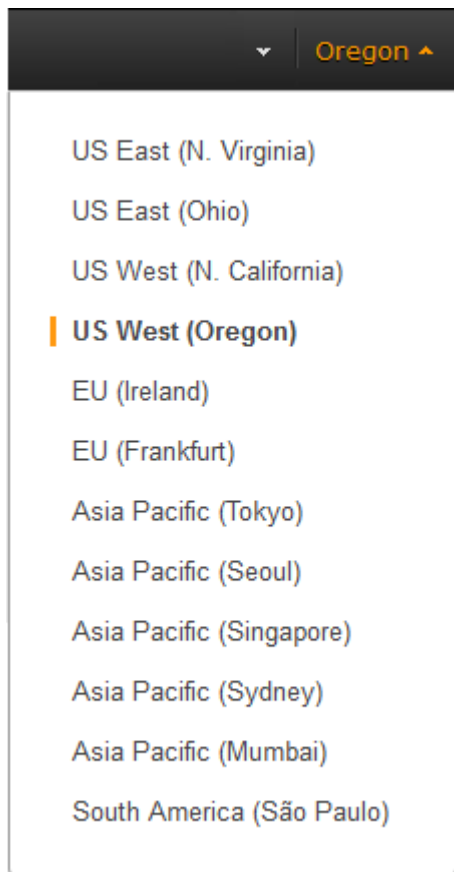 Oregon
US East (N. Virginia)
US East (Ohio)
US West (N. California)
US West (Oregon)
EU (Ireland)
EU (Frankfurt)
Asia Pacific (Tokyo)
Asia Pacific (Seoul)
Asia Pacific (Singapore)
Asia Pacific (Sydney)
Asia Pacific (Mumbai)
South America (São Paulo)